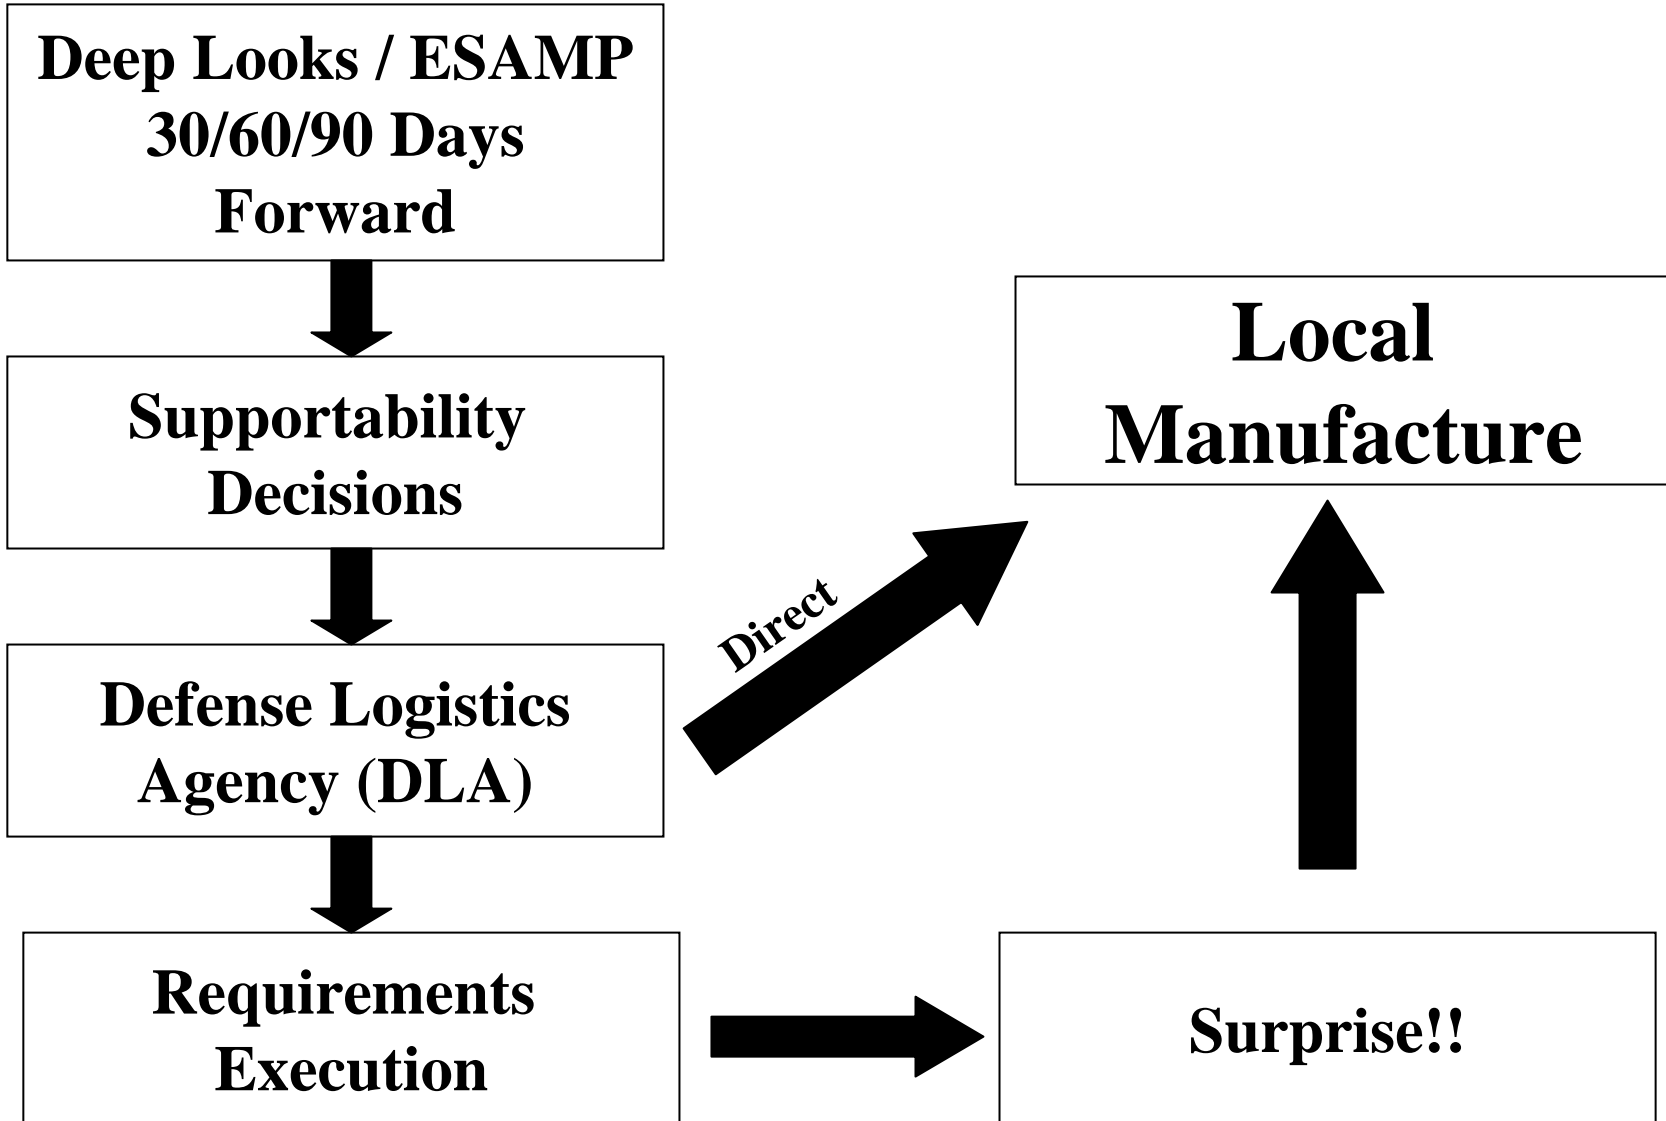 Deep Looks / ESAMP
30/60/90 Days
Forward
Supportability
Decisions
Defense Logistics
Agency (DLA)
Requirements
Execution
Direct
Local
Manufacture
Surprise!!